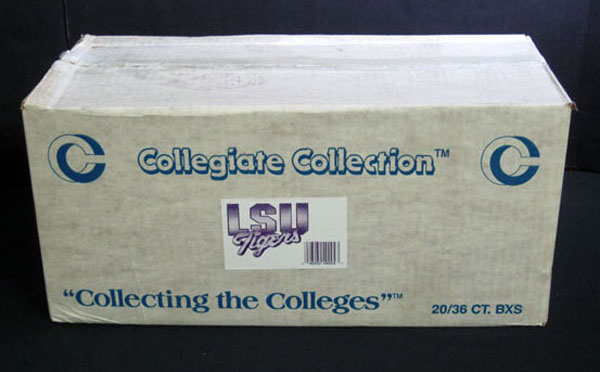 Collegiate Collection™
LSU
Tigers
“Collecting the Colleges”™
20/36 CT. BXS